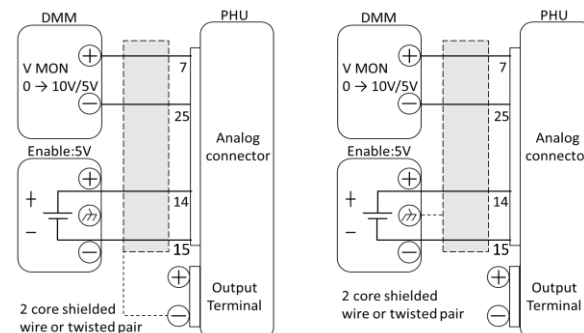 DMM
PHU
V MON
0 → 10V/5V
+
−
7
25
Enable:5V
Analog
connector
+
−
+
−
14
15
+
−
Output
Terminal
2 core shielded
wire or twisted pair
DMM
PHU
V MON
0 → 10V/5V
+
−
7
25
Enable:5V
Analog
connecto
+
−
+
−
14
15
+
−
Output
Terminal
2 core shielded
wire or twisted pair